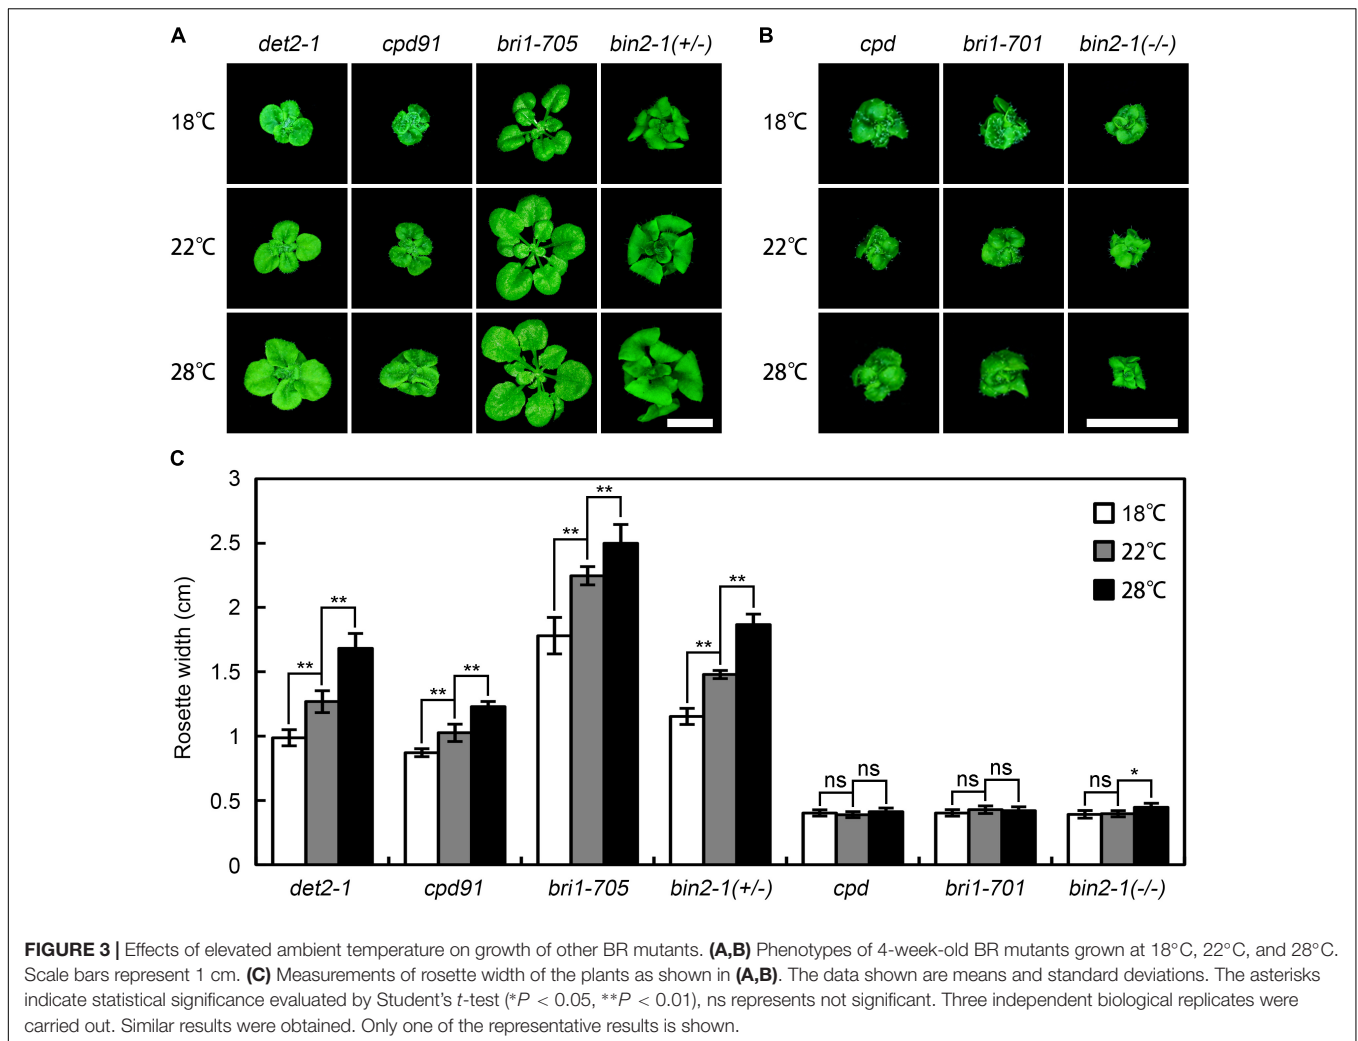 A
det2-1 cpd91 bri1-705 bin2-1(+/-)
18℃
22℃
28℃
B
cpd bri1-701 bin2-1(-/-)
18℃
22℃
28℃
C
Rosette width (cm)
3
2.5
2
1.5
1
0.5
0
** ** ** ** ** ** ** ** ns ns ns ns ns *
18℃
22℃
28℃
det2-1 cpd91 bri1-705 bin2-1(+/-) cpd bri1-701 bin2-1(-/-)
FIGURE 3 | Effects of elevated ambient temperature on growth of other BR mutants. (A,B) Phenotypes of 4-week-old BR mutants grown at 18°C, 22°C, and 28°C.
Scale bars represent 1 cm. (C) Measurements of rosette width of the plants as shown in (A,B). The data shown are means and standard deviations. The asterisks
indicate statistical significance evaluated by Student's t-test (*P < 0.05, **P < 0.01), ns represents not significant. Three independent biological replicates were
carried out. Similar results were obtained. Only one of the representative results is shown.